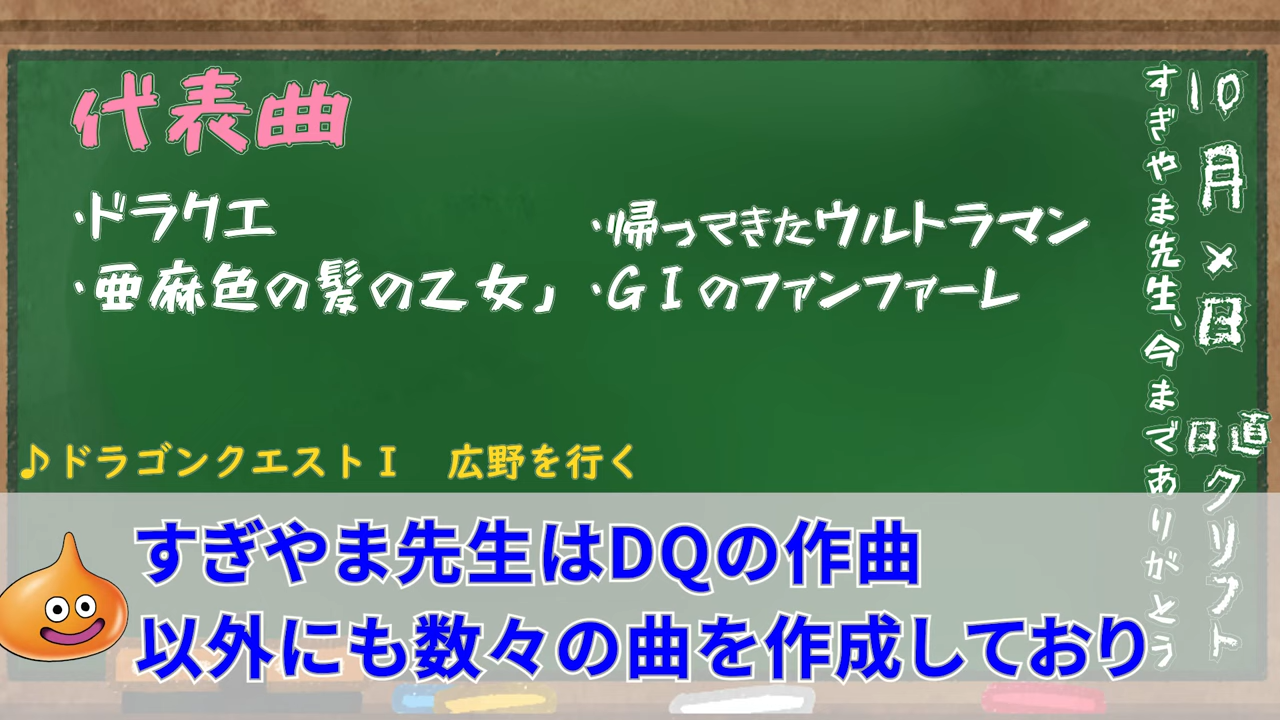 代表曲
・ドラクエ
・亜麻色の髪の乙女」
・帰ってきたウルトラマン
・GIのファンファーレ
10月×日 日直 クリフト
すぎやま先生、今までありがとう
♪ドラゴンクエストⅠ 広野を行く
すぎやま先生はDQの作曲
以外にも数々の曲を作成しており